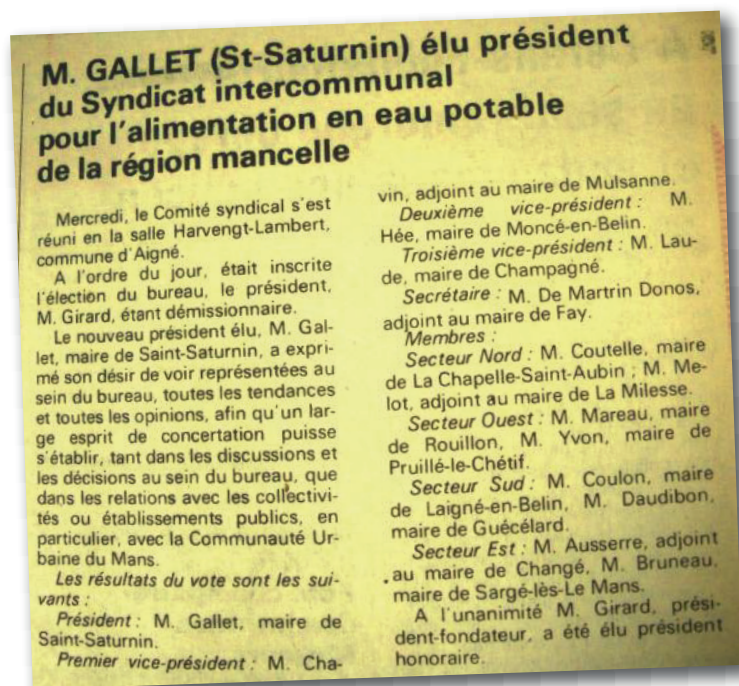 M. GALLET (St-Saturnin) élu président
du Syndicat intercommunal
pour l'alimentation en eau potable
de la région mancelle
Mercredi, le Comité syndical s'est
réuni en la salle Harvengt-Lambert,
commune d'Aigné.
A l'ordre du jour, était inscrite
l'élection du bureau, le président,
M. Girard, étant démissionnaire.
Le nouveau président élu, M. Gal-
let, maire de Saint-Saturnin, a expri-
mé son désir de voir représentées au
sein du bureau, toutes les tendances
et toutes les opinions, afin qu'un lar-
ge esprit de concertation puisse
s'établir, tant dans les discussions et
les décisions au sein du bureau, que
dans les relations avec les collectivi-
tés ou établissements publics, en
particulier, avec la Communauté Ur-
baine du Mans.
Les résultats du vote sont les sui-
vants :
Président : M. Gallet, maire de
Saint-Saturnin.
Premier vice-président : M. Cha-
vin, adjoint au maire de Mulsanne.
Deuxième vice-président : M.
Hée, maire de Moncé-en-Belin.
Troisième vice-président : M. Lau-
de, maire de Champagné.
Secrétaire : M. De Martrin Donos,
adjoint au maire de Fay.
Membres :
Secteur Nord : M. Coutelle, maire
de La Chapelle-Saint-Aubin ; M. Me-
lot, adjoint au maire de La Milesse.
Secteur Ouest : M. Mareau, maire
de Rouillon, M. Yvon, maire de
Pruillé-le-Chétif.
Secteur Sud : M. Coulon, maire
de Laigné-en-Belin, M. Daudibon,
maire de Guécélard.
Secteur Est : M. Ausserre, adjoint
au maire de Changé, M. Bruneau,
maire de Sargé-lès-Le Mans.
A l'unanimité M. Girard, prési-
dent-fondateur, a été élu président
honoraire.